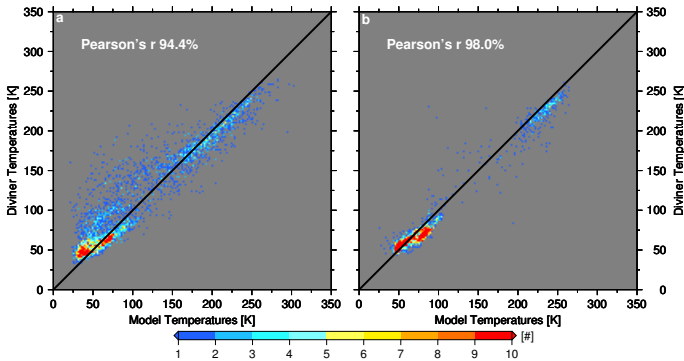 a
Pearson's r 94.4%
350
300
250
200
150
100
50
0
Diviner Temperatures [K]
0 50 100 150 200 250 300 350
Model Temperatures [K]
b
Pearson's r 98.0%
350
300
250
200
150
100
50
0
Diviner Temperatures [K]
0 50 100 150 200 250 300 350
Model Temperatures [K]
[#]
1 2 3 4 5 6 7 8 9 10